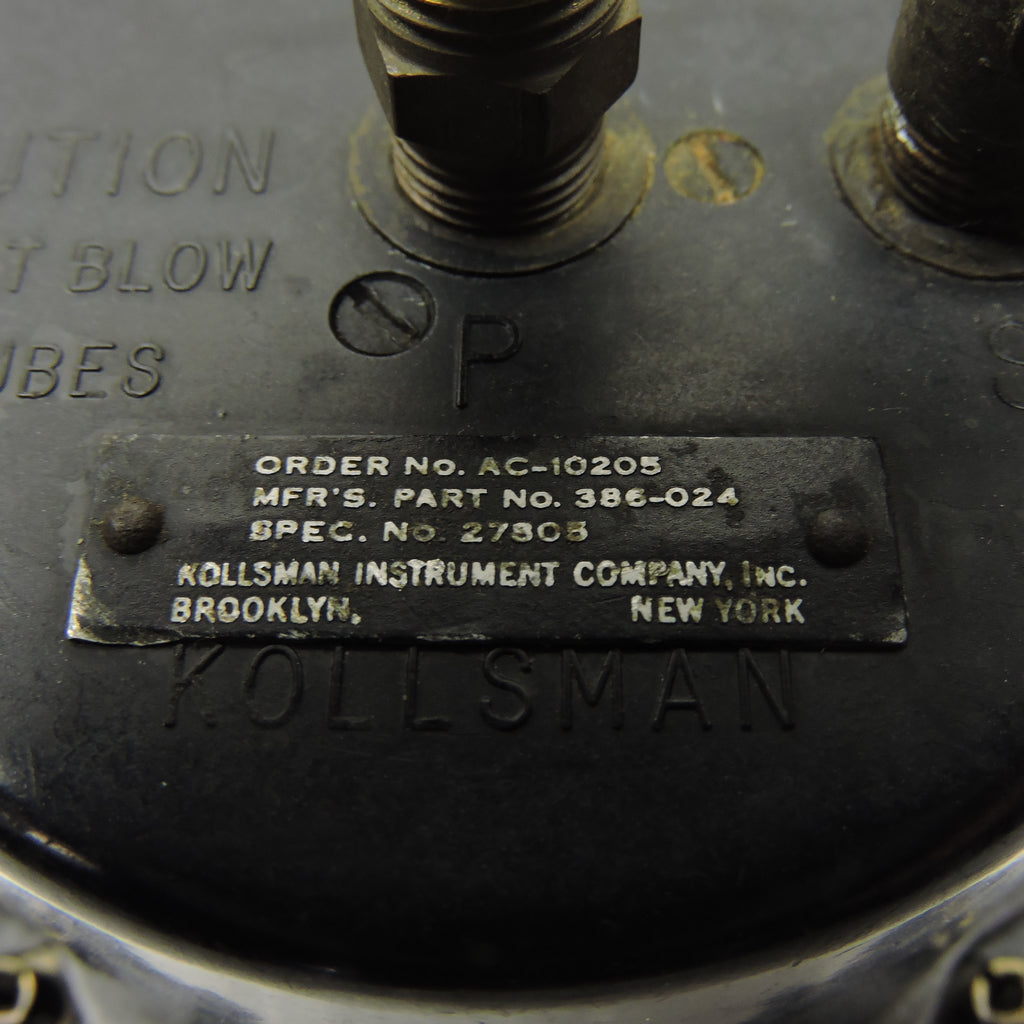 UTION
T BLOW
UBES
P
S
ORDER No. AC-10205
MFR'S. PART No. 386-024
SPEC. No. 27805
KOLLSMAN INSTRUMENT COMPANY, INC.
BROOKLYN, NEW YORK
KOLLSMAN